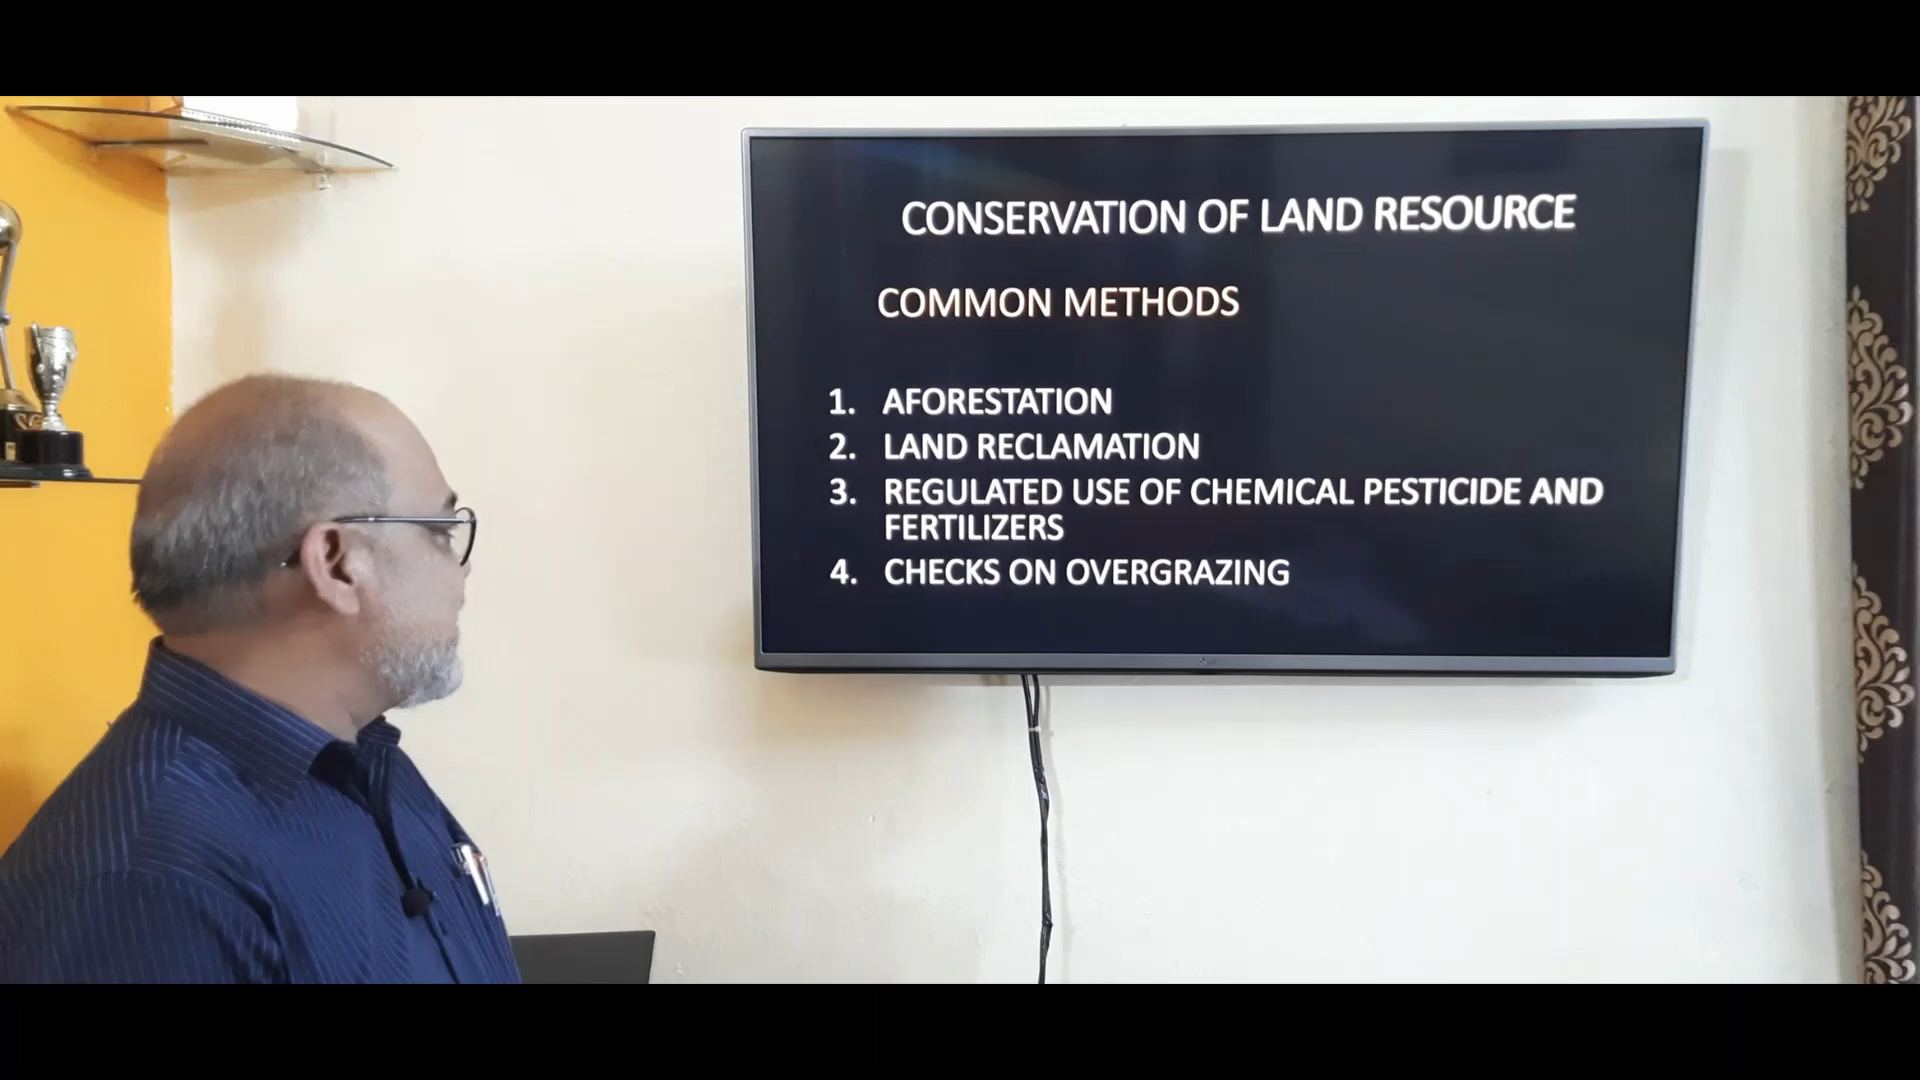 CONSERVATION OF LAND RESOURCE
COMMON METHODS
1. AFORESTATION
2. LAND RECLAMATION
3. REGULATED USE OF CHEMICAL PESTICIDE AND
FERTILIZERS
4. CHECKS ON OVERGRAZING